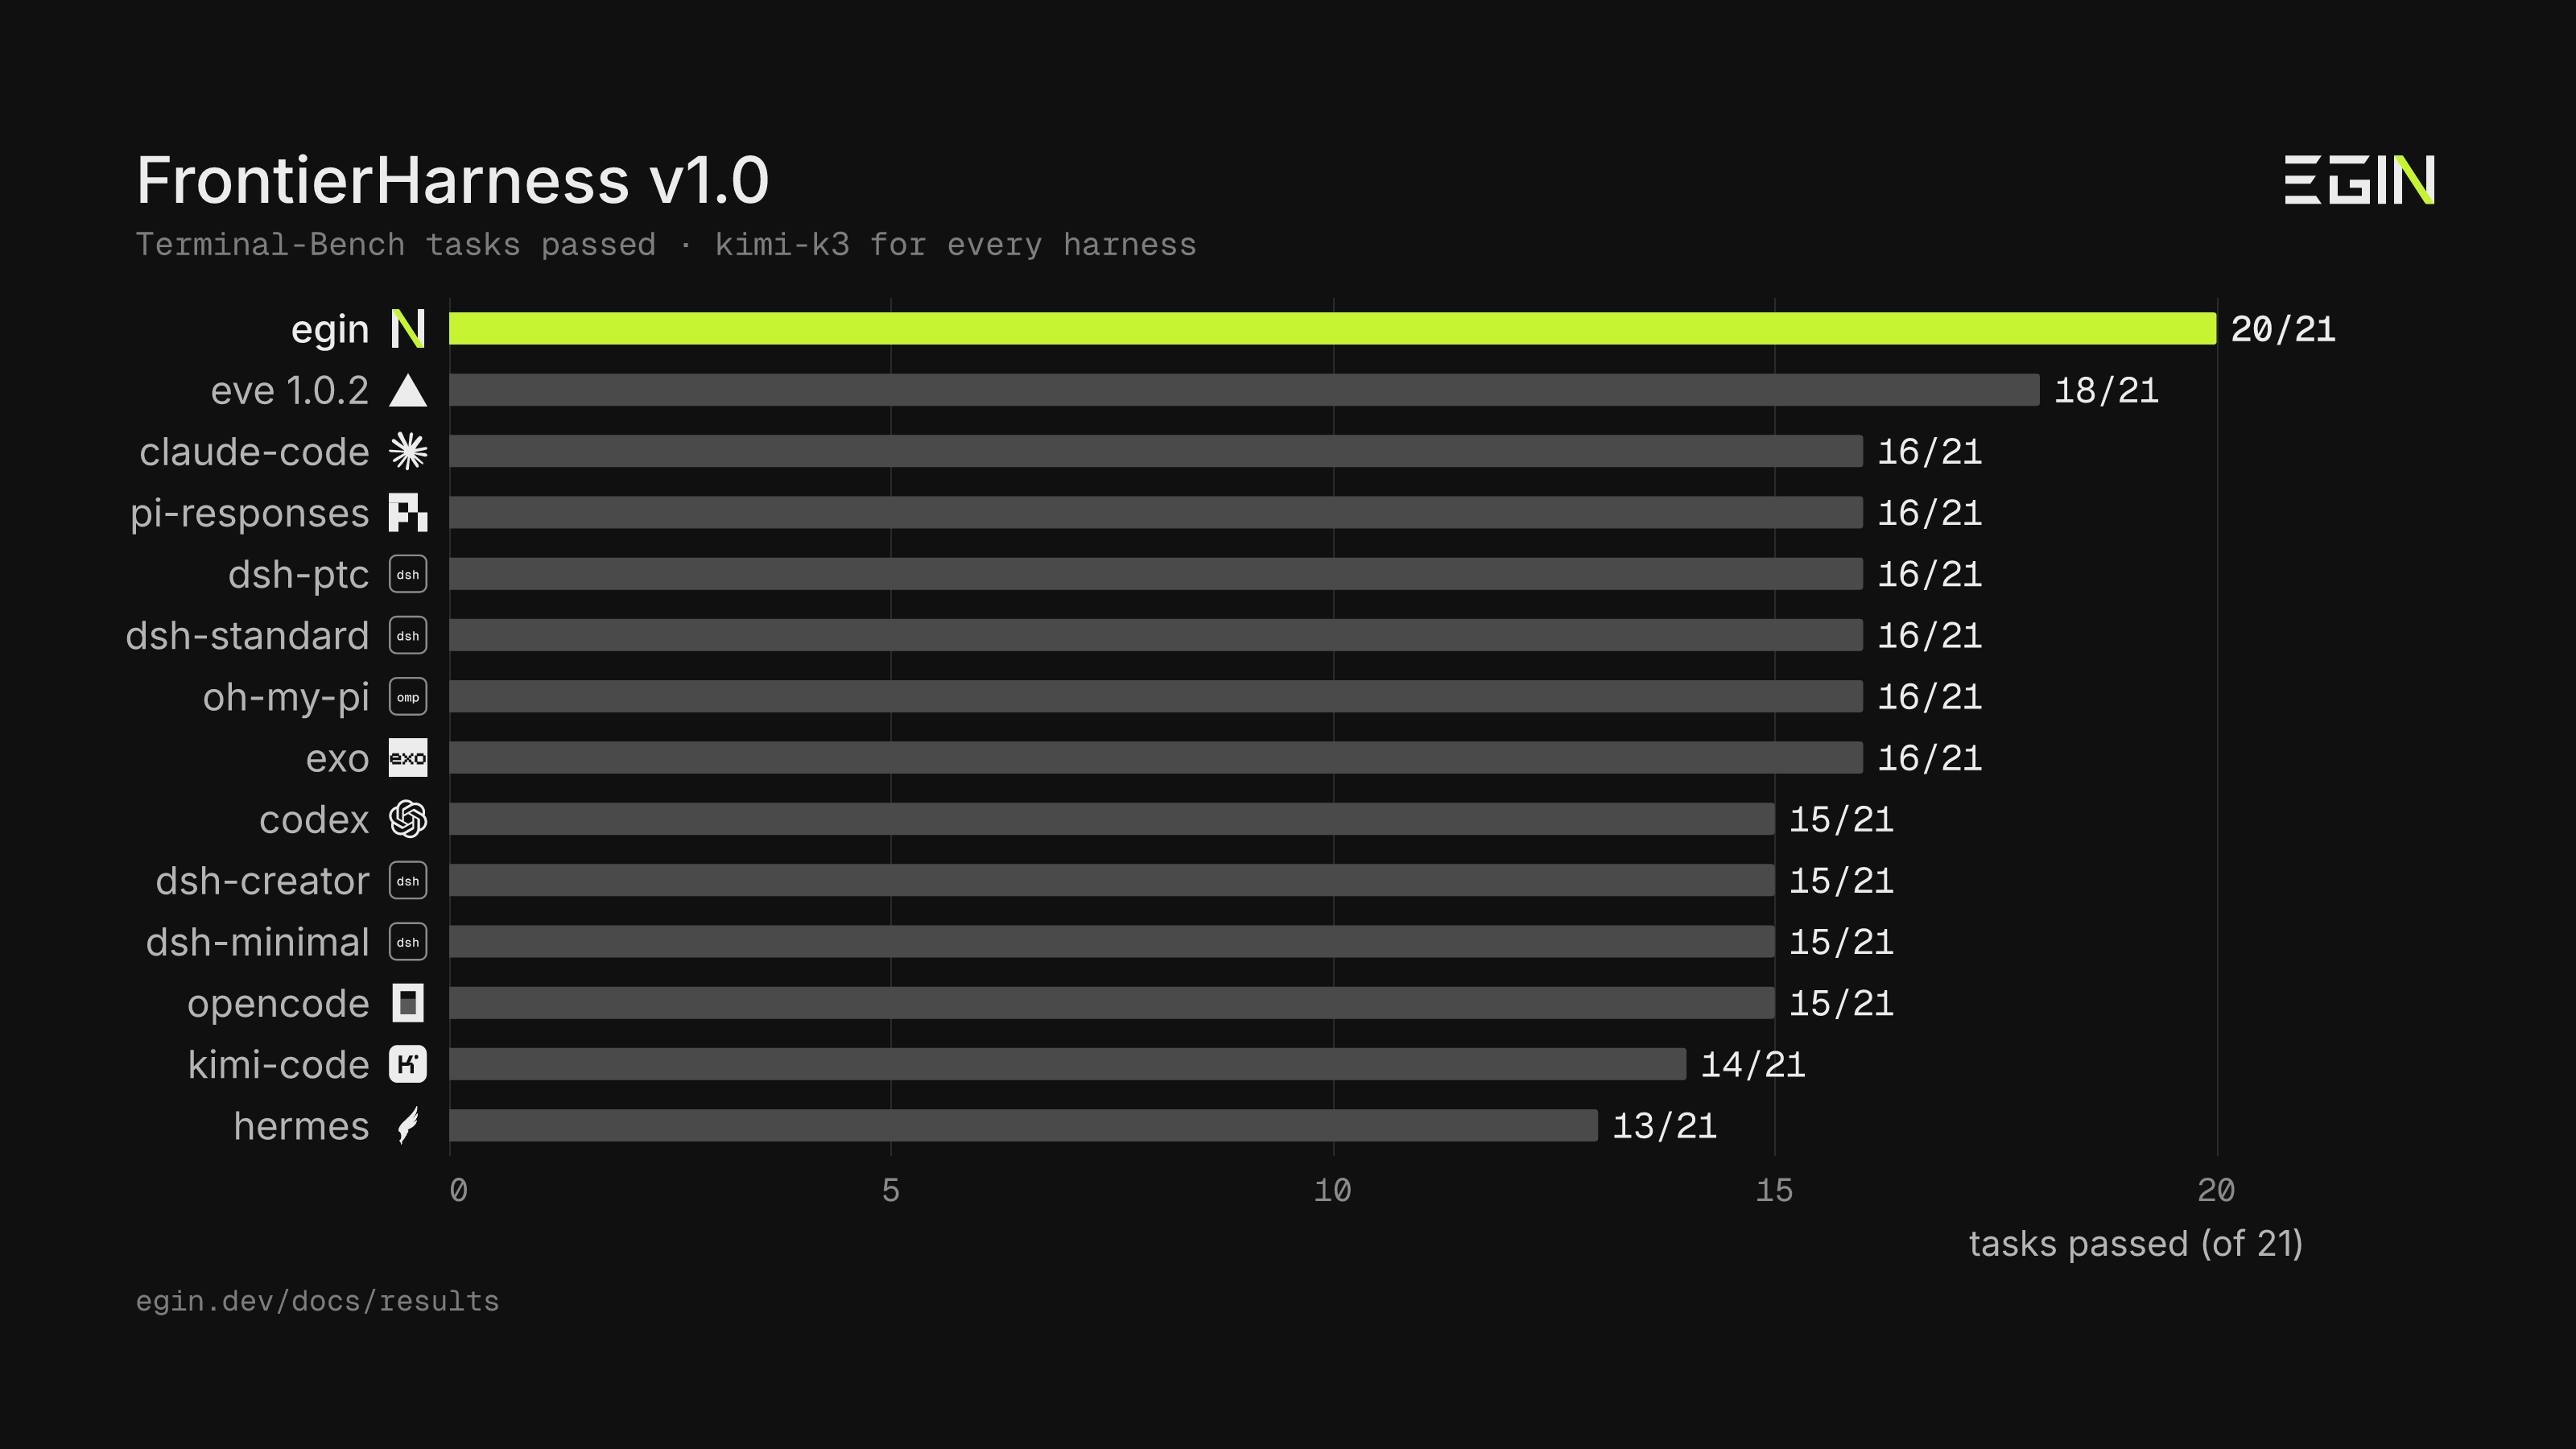 FrontierHarness v1.0
EGIN
Terminal-Bench tasks passed · kimi-k3 for every harness
egin 20/21
eve 1.0.2 18/21
claude-code 16/21
pi-responses 16/21
dsh-ptc dsh 16/21
dsh-standard dsh 16/21
oh-my-pi omp 16/21
exo exo 16/21
codex 15/21
dsh-creator dsh 15/21
dsh-minimal dsh 15/21
opencode 15/21
kimi-code K 14/21
hermes 13/21
0 5 10 15 20
tasks passed (of 21)
egin.dev/docs/results